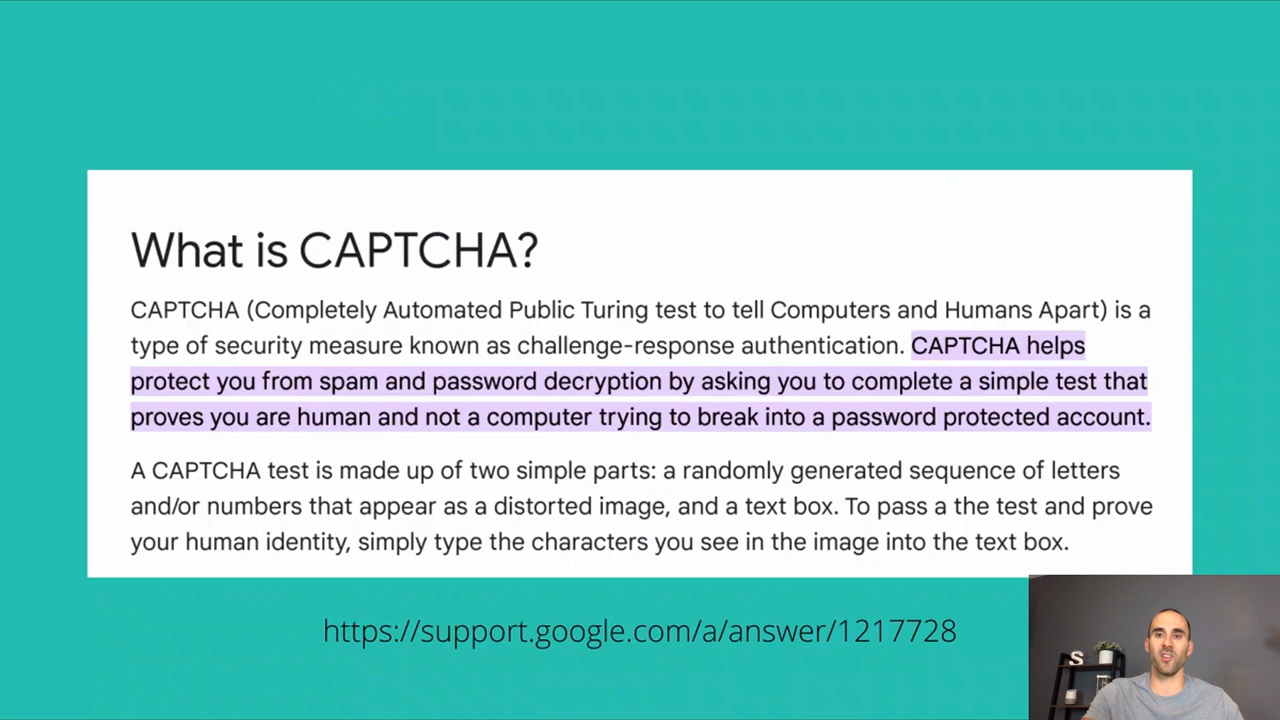 What is CAPTCHA?
CAPTCHA (Completely Automated Public Turing test to tell Computers and Humans Apart) is a
type of security measure known as challenge-response authentication. CAPTCHA helps
protect you from spam and password decryption by asking you to complete a simple test that
proves you are human and not a computer trying to break into a password protected account.
A CAPTCHA test is made up of two simple parts: a randomly generated sequence of letters
and/or numbers that appear as a distorted image, and a text box. To pass a the test and prove
your human identity, simply type the characters you see in the image into the text box.
https://support.google.com/a/answer/1217728
S